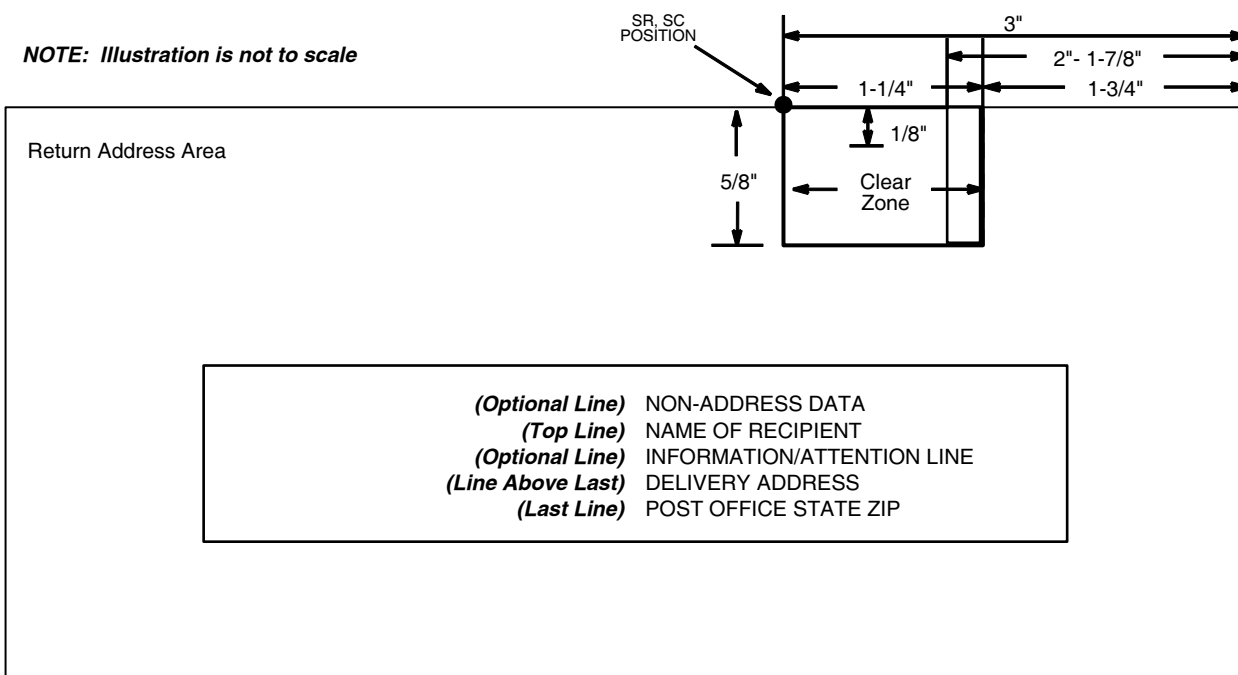 SR, SC
POSITION
3"
NOTE: Illustration is not to scale
2"- 1-7/8"
1-1/4"
1-3/4"
Return Address Area
1/8"
5/8"
Clear
Zone
(Optional Line) NON-ADDRESS DATA
(Top Line) NAME OF RECIPIENT
(Optional Line) INFORMATION/ATTENTION LINE
(Line Above Last) DELIVERY ADDRESS
(Last Line) POST OFFICE STATE ZIP